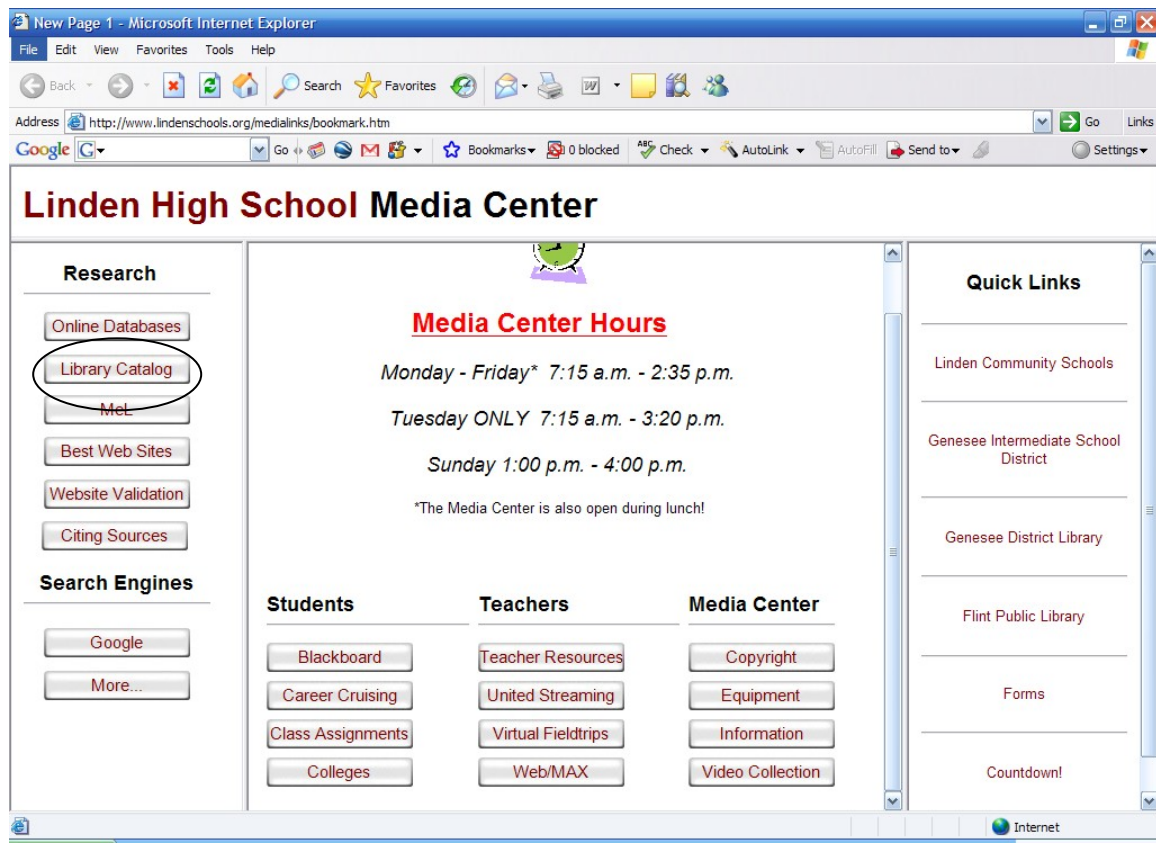 New Page 1 - Microsoft Internet Explorer
File Edit View Favorites Tools Help
Back Search Favorites
Address http://www.lindenschools.org/medialinks/bookmark.htm Go Links
Google G Go Bookmarks 0 blocked ABC Check AutoLink AutoFill Send to Settings
Linden High School Media Center
Research
Online Databases
Library Catalog
MeL
Best Web Sites
Website Validation
Citing Sources
Search Engines
Google
More...
Media Center Hours
Monday - Friday* 7:15 a.m. - 2:35 p.m.
Tuesday ONLY 7:15 a.m. - 3:20 p.m.
Sunday 1:00 p.m. - 4:00 p.m.
*The Media Center is also open during lunch!
Students
Blackboard
Career Cruising
Class Assignments
Colleges
Teachers
Teacher Resources
United Streaming
Virtual Fieldtrips
Web/MAX
Media Center
Copyright
Equipment
Information
Video Collection
Quick Links
Linden Community Schools
Genesee Intermediate School
District
Genesee District Library
Flint Public Library
Forms
Countdown!
Internet